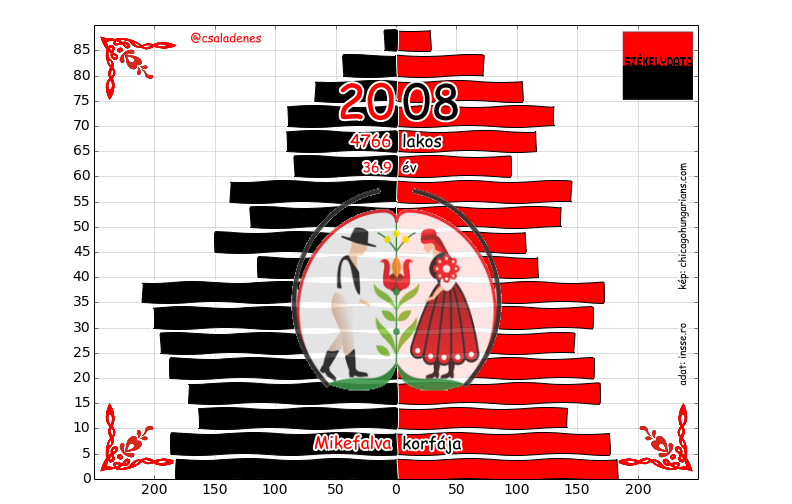 @csaladenes
SZÉKELYDATA
2008
4766 lakos
36.9 év
Mikefalva korfája
kép: chicagohungarians.com
adat: insse.ro
85
80
75
70
65
60
55
50
45
40
35
30
25
20
15
10
5
0
200 150 100 50 0 50 100 150 200